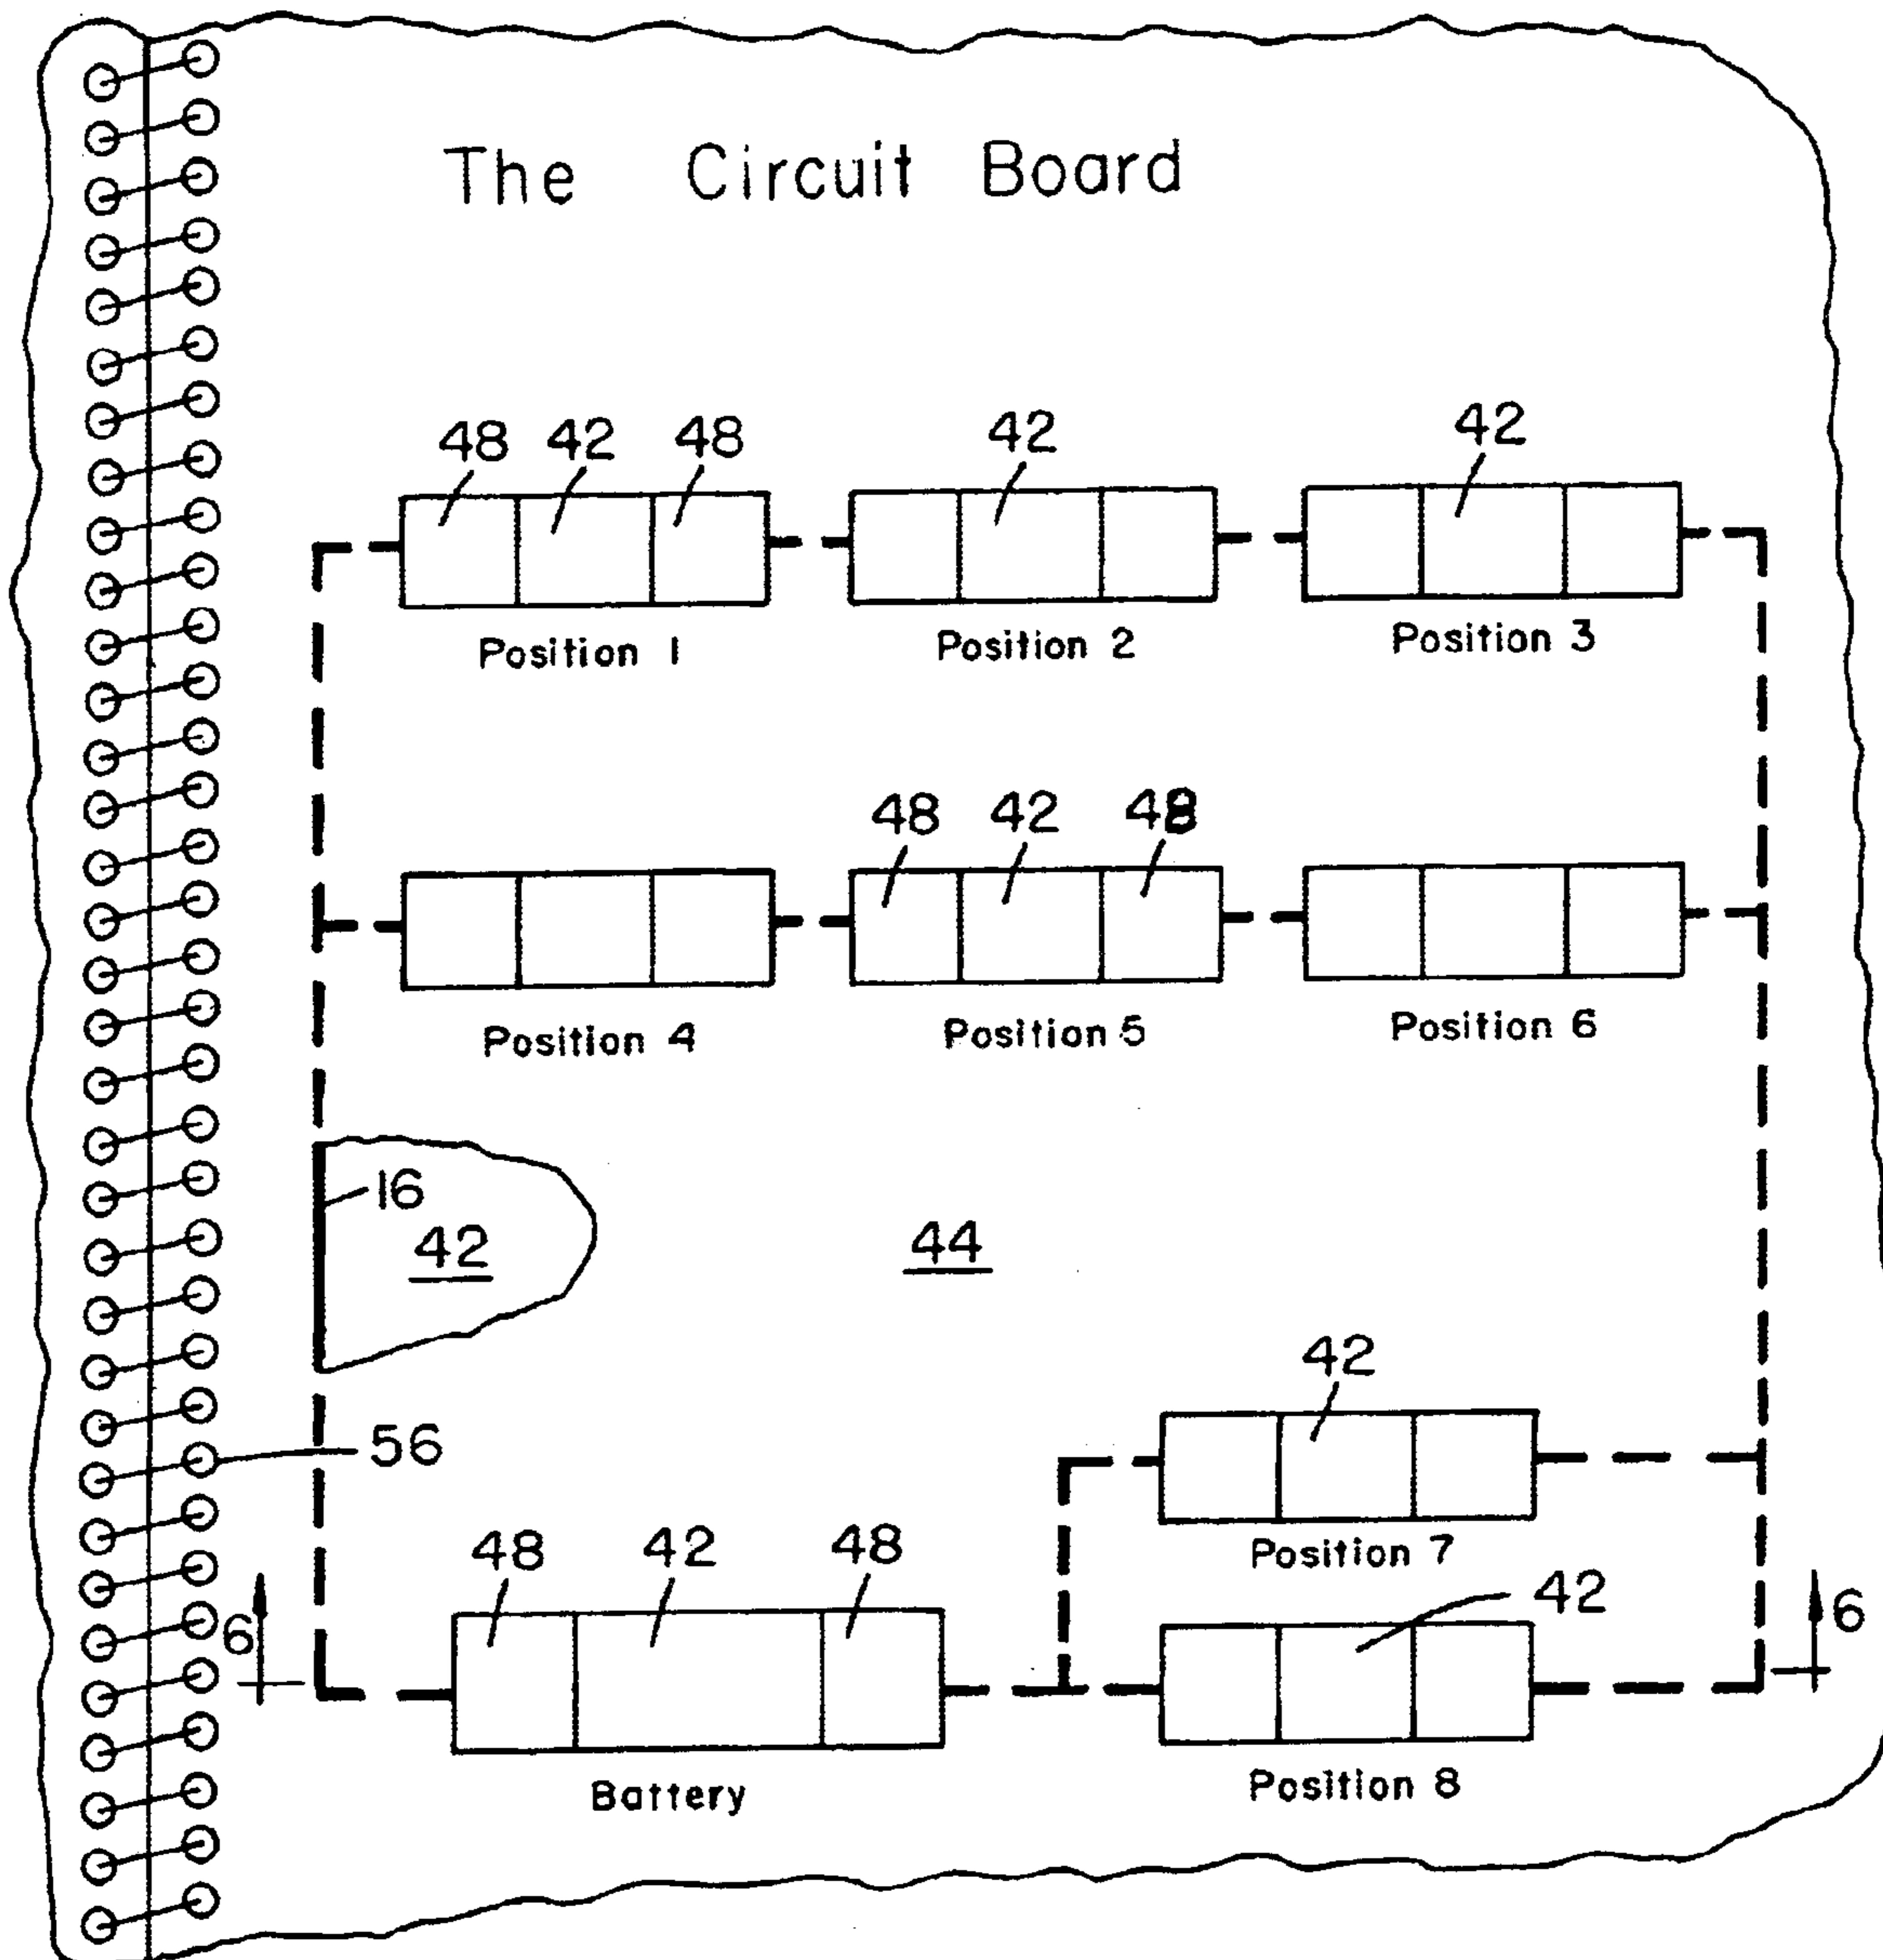 The Circuit Board
48 42 48 42 42
Position 1 Position 2 Position 3
48 42 48
Position 4 Position 5 Position 6
16
42 44
42
56
Position 7
48 42 48 42
6 6
Battery Position 8